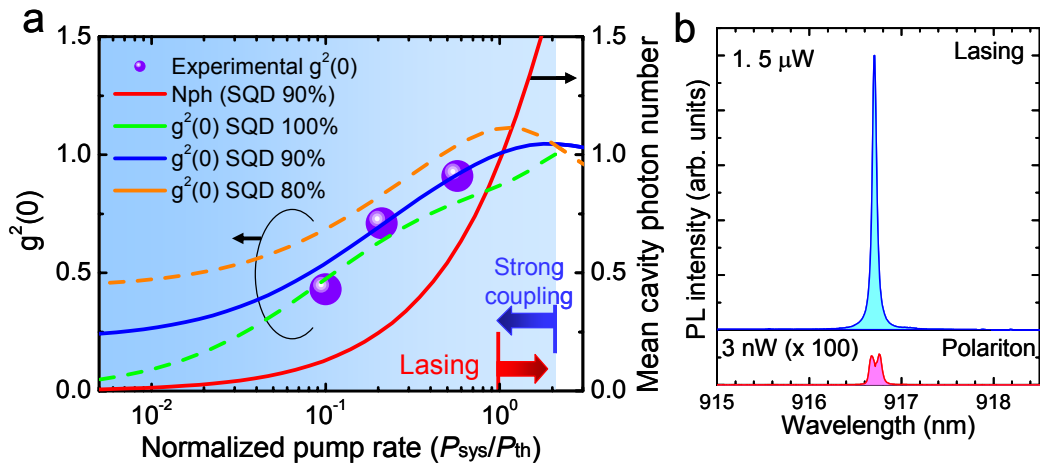 a
1.5
1.0
0.5
0.0
g²(0)
Experimental g²(0)
Nph (SQD 90%)
g²(0) SQD 100%
g²(0) SQD 90%
g²(0) SQD 80%
Strong
coupling
Lasing
10⁻²
10⁻¹
10⁰
Normalized pump rate (Psys/Pth)
1.5
1.0
0.5
0.0
Mean cavity photon number
b
1. 5 µW
Lasing
3 nW (x 100)
Polariton
PL intensity (arb. units)
915
916
917
918
Wavelength (nm)